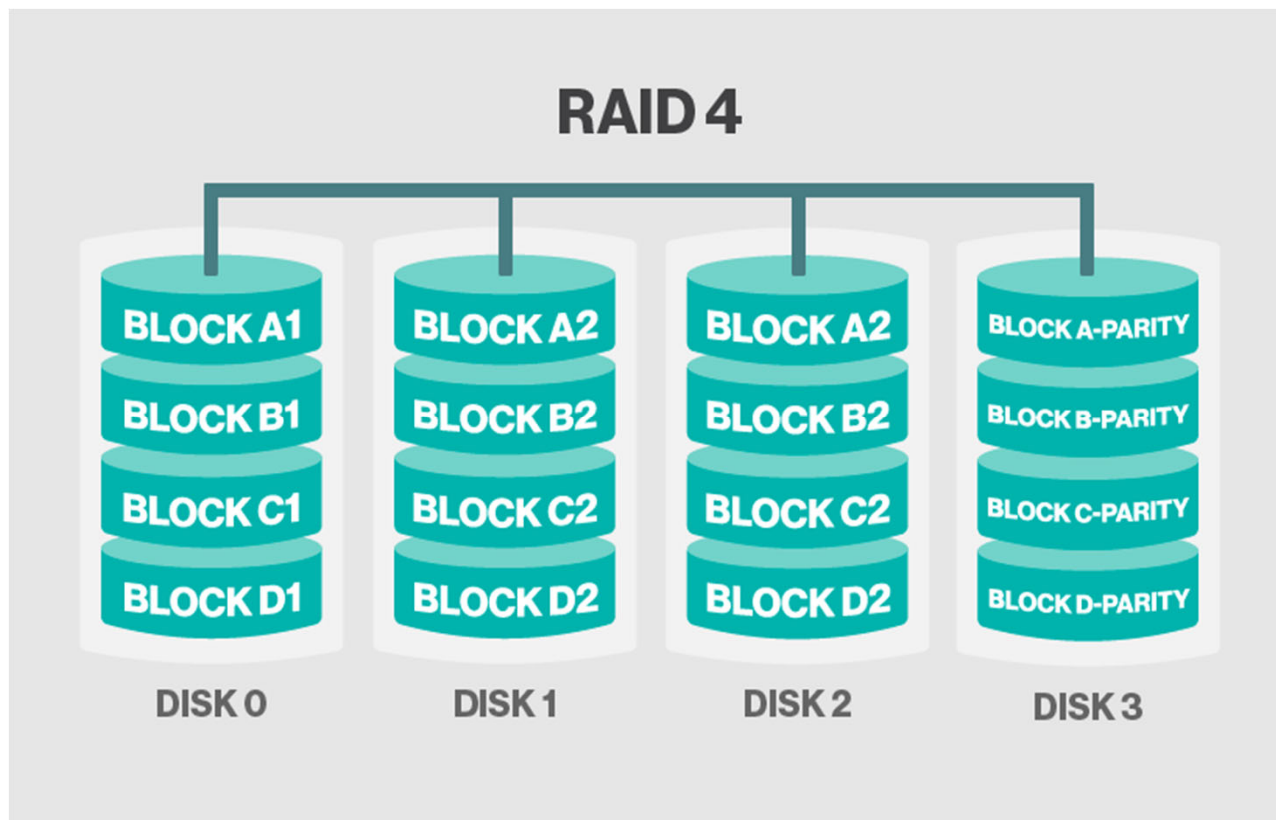 RAID 4
BLOCK A1
BLOCK B1
BLOCK C1
BLOCK D1
DISK 0
BLOCK A2
BLOCK B2
BLOCK C2
BLOCK D2
DISK 1
BLOCK A2
BLOCK B2
BLOCK C2
BLOCK D2
DISK 2
BLOCK A-PARITY
BLOCK B-PARITY
BLOCK C-PARITY
BLOCK D-PARITY
DISK 3